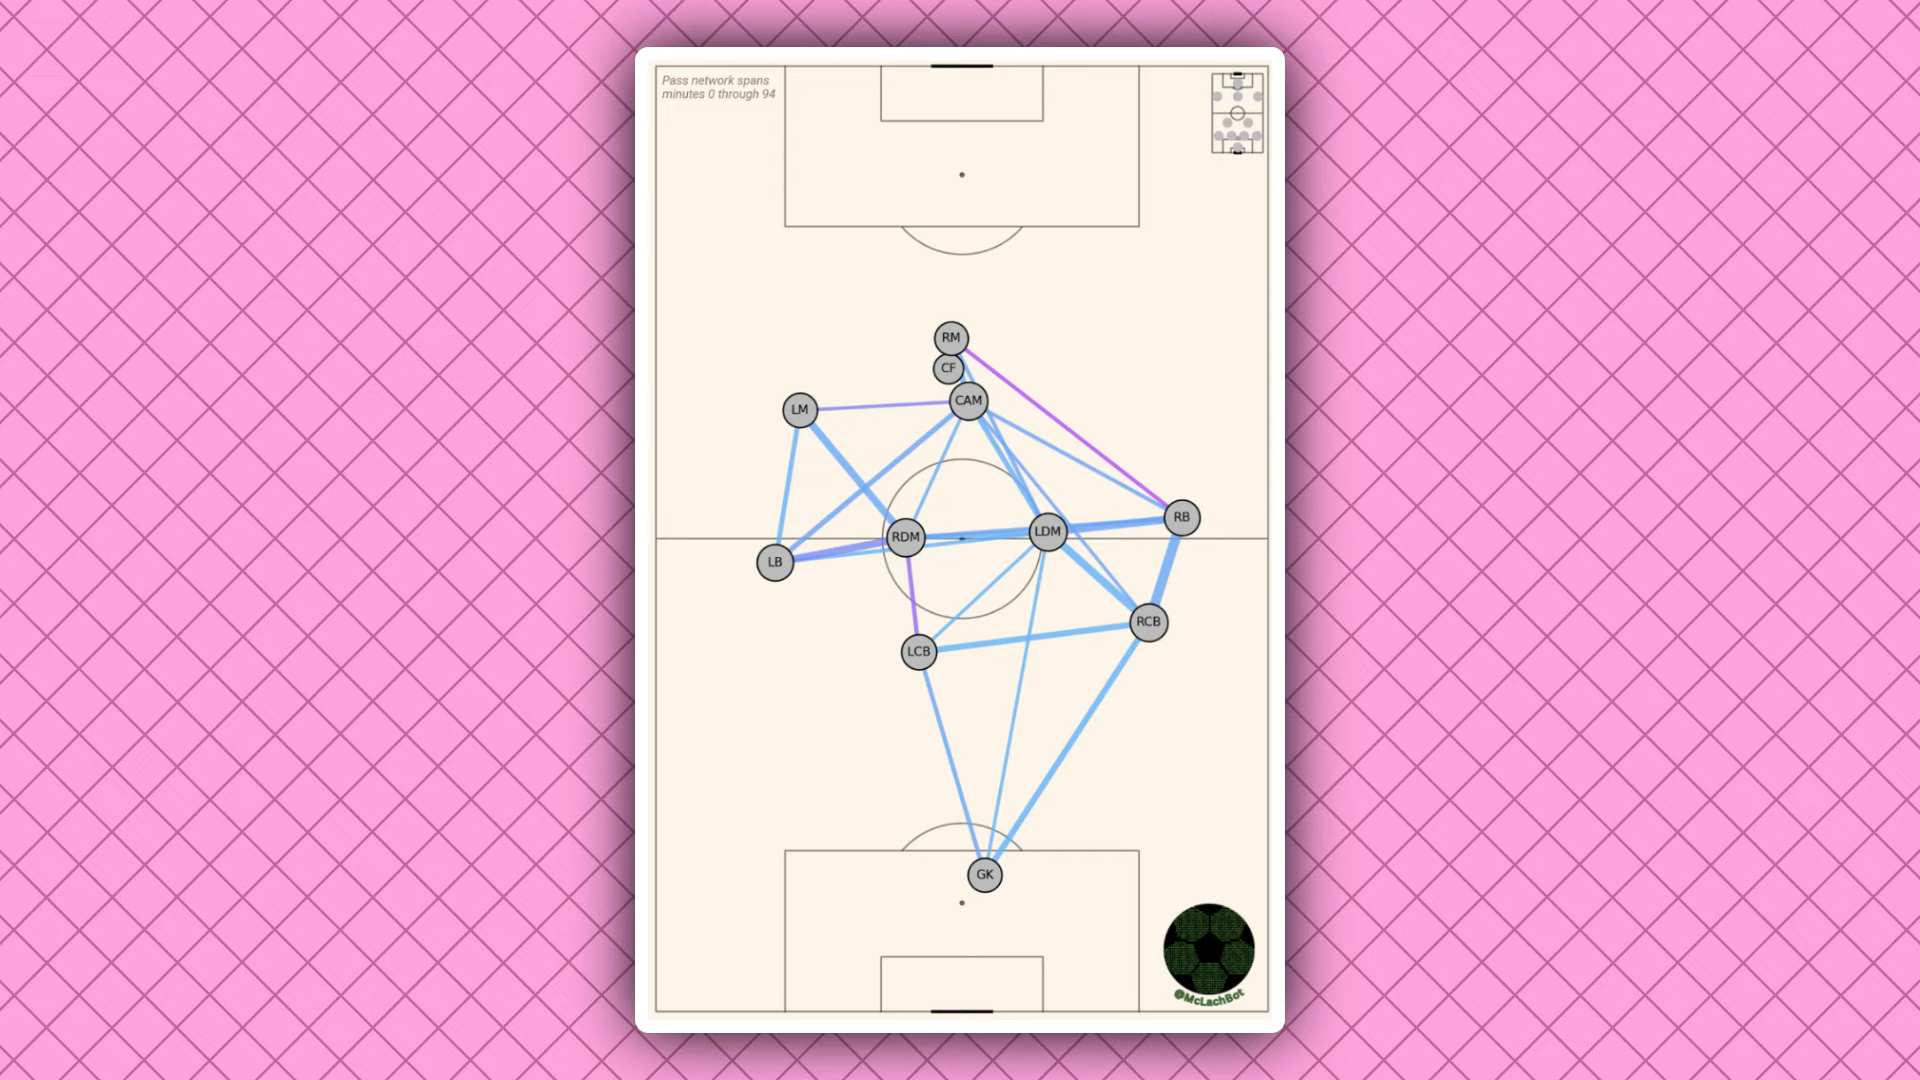 Pass network spans
minutes 0 through 94
RM
CF
CAM
LM
RB
LDM
RDM
LB
RCB
LCB
GK
@McLachBot